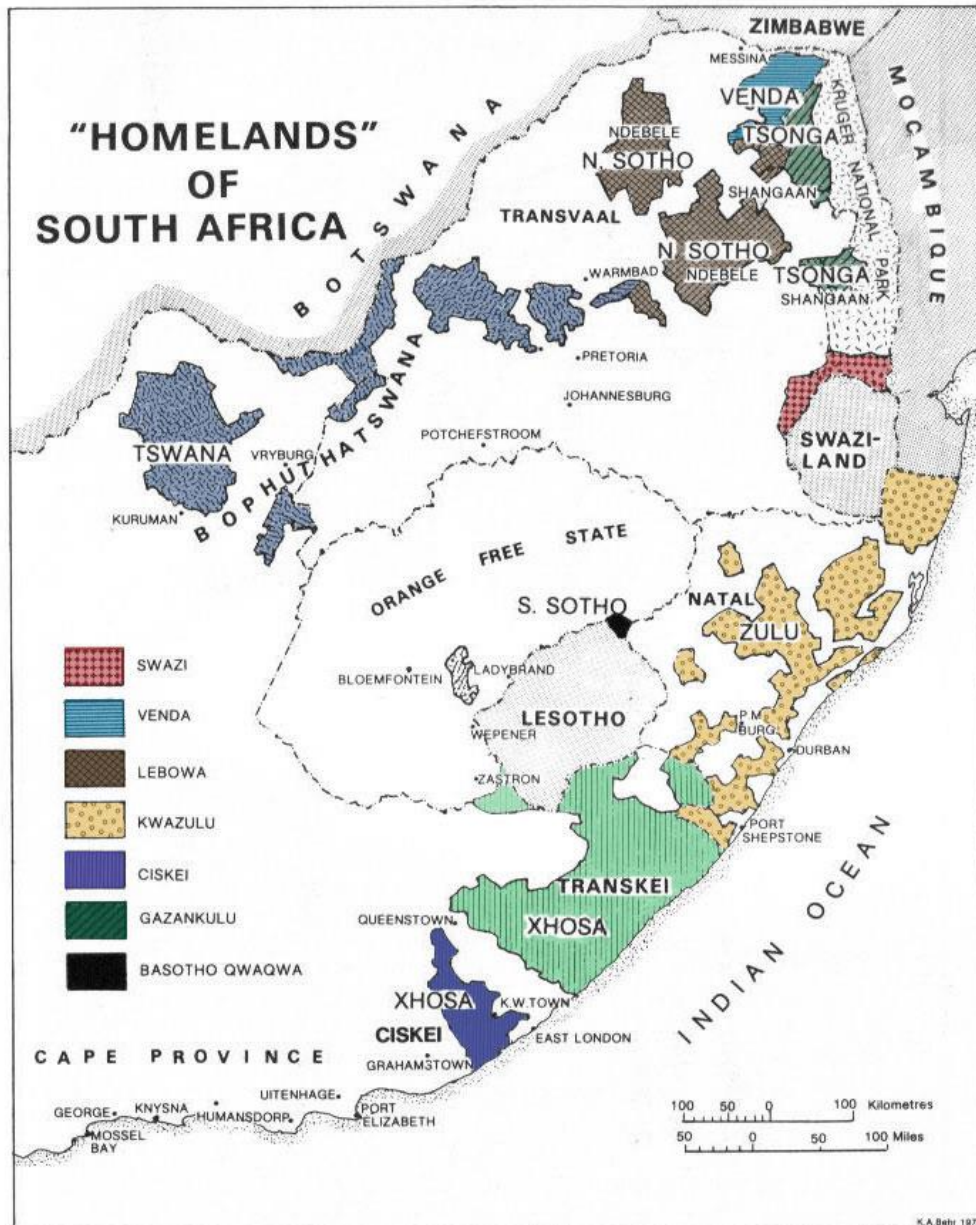 "HOMELANDS"
OF
SOUTH AFRICA
ZIMBABWE
MESSINA
VENDA
KRUGER NATIONAL PARK
MOCAMBIQUE
BOTSWANA
NDEBELE
N. SOTHO
TSONGA
SHANGAAN
TRANSVAAL
N. SOTHO
NDEBELE
TSONGA
SHANGAAN
WARMBAD
PRETORIA
JOHANNESBURG
POTCHEFSTROOM
BOPHUTHATSWANA
TSWANA
VRYBURG
KURUMAN
SWAZI-
LAND
ORANGE FREE STATE
S. SOTHO
NATAL
ZULU
BLOEMFONTEIN
LADYBRAND
LESOTHO
WEPENER
ZASTRON
P.M.
BURG
DURBAN
PORT
SHEPSTONE
TRANSKEI
XHOSA
QUEENSTOWN
XHOSA
K.W.TOWN
CISKEI
EAST LONDON
GRAHAMSTOWN
INDIAN OCEAN
CAPE PROVINCE
UITENHAGE
GEORGE
KNYSNA
HUMANSDORP
PORT
ELIZABETH
MOSSEL
BAY
SWAZI
VENDA
LEBOWA
KWAZULU
CISKEI
GAZANKULU
BASOTHO QWAQWA
100 50 0 100 Kilometres
50 0 50 100 Miles
K.A.Behr